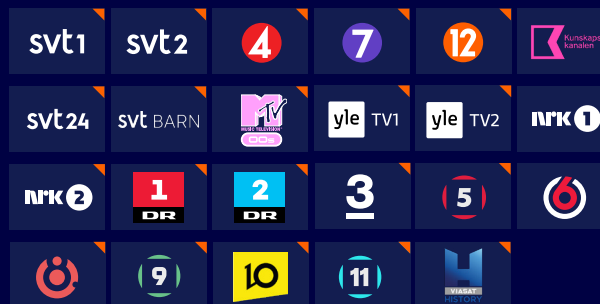 svt1
svt2
4
7
12
Kunskaps
kanalen
svt24
svt BARN
MTV
MUSIC TELEVISION
00s
yle TV1
yle TV2
NRK 1
NRK 2
1
DR
2
DR
3
5
6
9
10
11
H
VIASAT
HISTORY